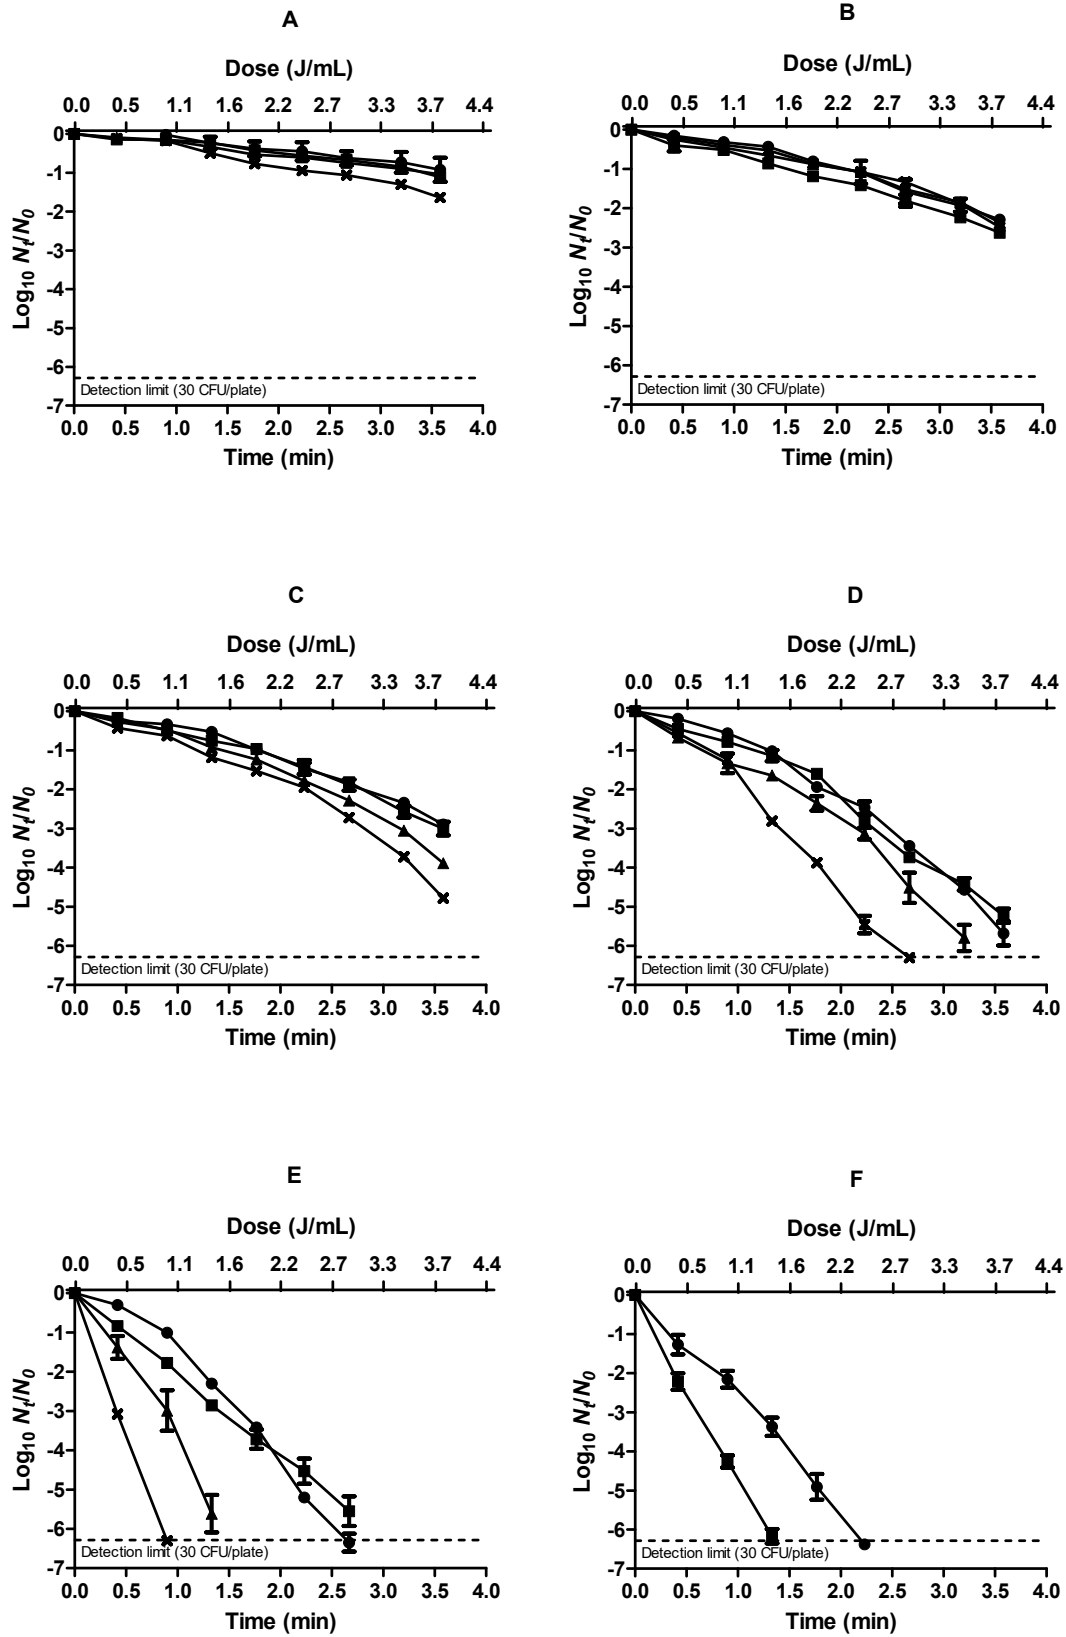 A
Dose (J/mL)
0.0 0.5 1.1 1.6 2.2 2.7 3.3 3.7 4.4
0
-1
-2
-3
-4
-5
-6
-7
Log10 Nt/N0
Detection limit (30 CFU/plate)
0.0 0.5 1.0 1.5 2.0 2.5 3.0 3.5 4.0
Time (min)
B
Dose (J/mL)
0.0 0.5 1.1 1.6 2.2 2.7 3.3 3.7 4.4
0
-1
-2
-3
-4
-5
-6
-7
Log10 Nt/N0
Detection limit (30 CFU/plate)
0.0 0.5 1.0 1.5 2.0 2.5 3.0 3.5 4.0
Time (min)
C
Dose (J/mL)
0.0 0.5 1.1 1.6 2.2 2.7 3.3 3.7 4.4
0
-1
-2
-3
-4
-5
-6
-7
Log10 Nt/N0
Detection limit (30 CFU/plate)
0.0 0.5 1.0 1.5 2.0 2.5 3.0 3.5 4.0
Time (min)
D
Dose (J/mL)
0.0 0.5 1.1 1.6 2.2 2.7 3.3 3.7 4.4
0
-1
-2
-3
-4
-5
-6
-7
Log10 Nt/N0
Detection limit (30 CFU/plate)
0.0 0.5 1.0 1.5 2.0 2.5 3.0 3.5 4.0
Time (min)
E
Dose (J/mL)
0.0 0.5 1.1 1.6 2.2 2.7 3.3 3.7 4.4
0
-1
-2
-3
-4
-5
-6
-7
Log10 Nt/N0
Detection limit (30 CFU/plate)
0.0 0.5 1.0 1.5 2.0 2.5 3.0 3.5 4.0
Time (min)
F
Dose (J/mL)
0.0 0.5 1.1 1.6 2.2 2.7 3.3 3.7 4.4
0
-1
-2
-3
-4
-5
-6
-7
Log10 Nt/N0
Detection limit (30 CFU/plate)
0.0 0.5 1.0 1.5 2.0 2.5 3.0 3.5 4.0
Time (min)